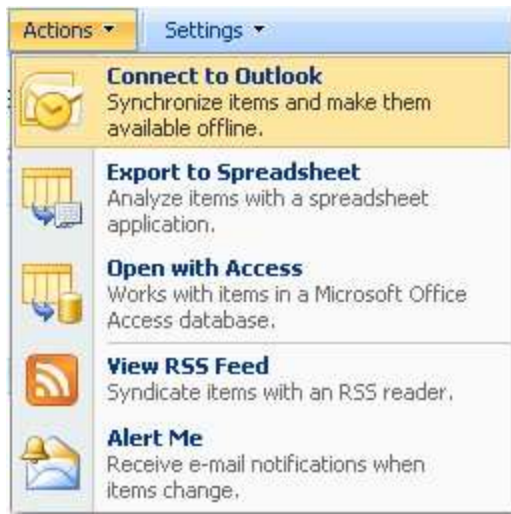 Actions Settings
Connect to Outlook
Synchronize items and make them
available offline.
Export to Spreadsheet
Analyze items with a spreadsheet
application.
Open with Access
Works with items in a Microsoft Office
Access database.
View RSS Feed
Syndicate items with an RSS reader.
Alert Me
Receive e-mail notifications when
items change.